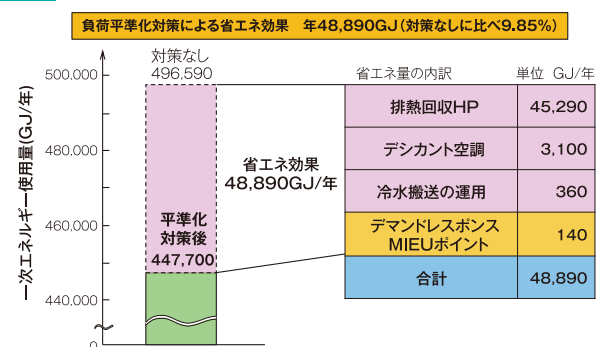 負荷平準化対策による省エネ効果 年48,890GJ(対策なしに比べ9.85%)
対策なし
496,590
一次エネルギー使用量(GJ/年)
500,000
480,000
460,000
440,000
0
平準化
対策後
447,700
省エネ効果
48,890GJ/年
省エネ量の内訳 単位 GJ/年
排熱回収HP 45,290
デシカント空調 3,100
冷水搬送の運用 360
デマンドレスポンス
MIEUポイント 140
合計 48,890